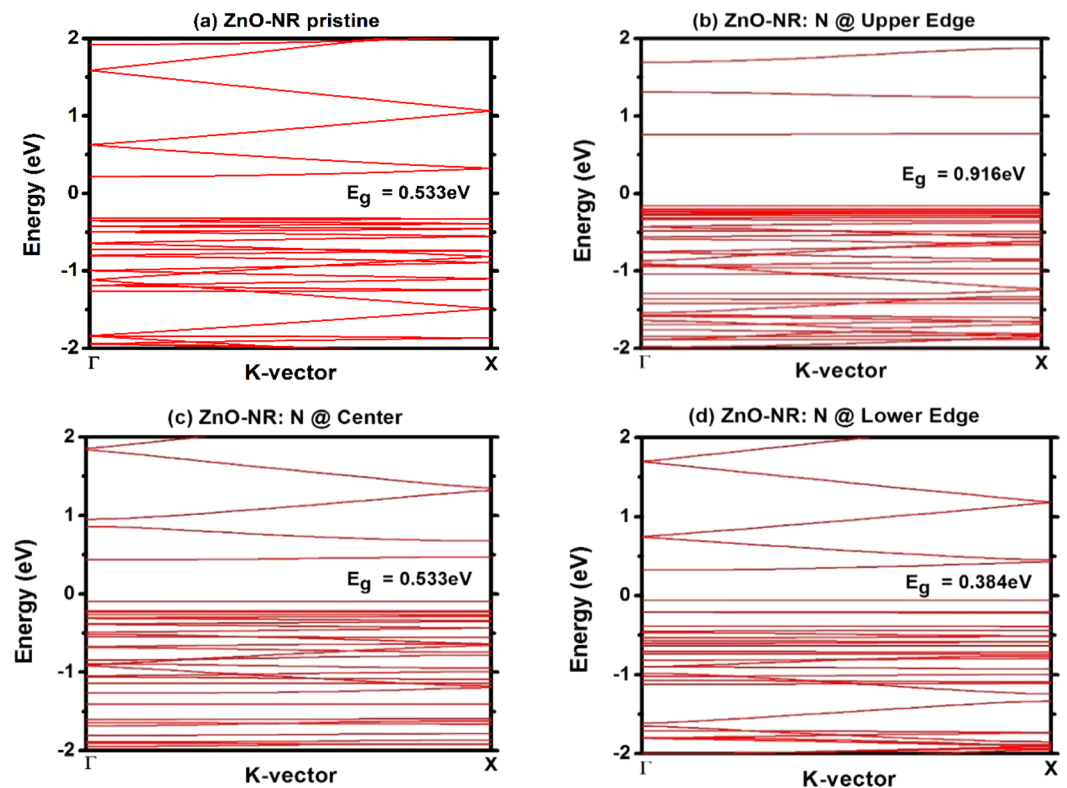 (a) ZnO-NR pristine
2
1
0
-1
-2
Energy (eV)
Eg = 0.533eV
Γ
X
K-vector
(b) ZnO-NR: N @ Upper Edge
2
1
0
-1
-2
Energy (eV)
Eg = 0.916eV
Γ
X
K-vector
(c) ZnO-NR: N @ Center
2
1
0
-1
-2
Energy (eV)
Eg = 0.533eV
Γ
X
K-vector
(d) ZnO-NR: N @ Lower Edge
2
1
0
-1
-2
Energy (eV)
Eg = 0.384eV
Γ
X
K-vector